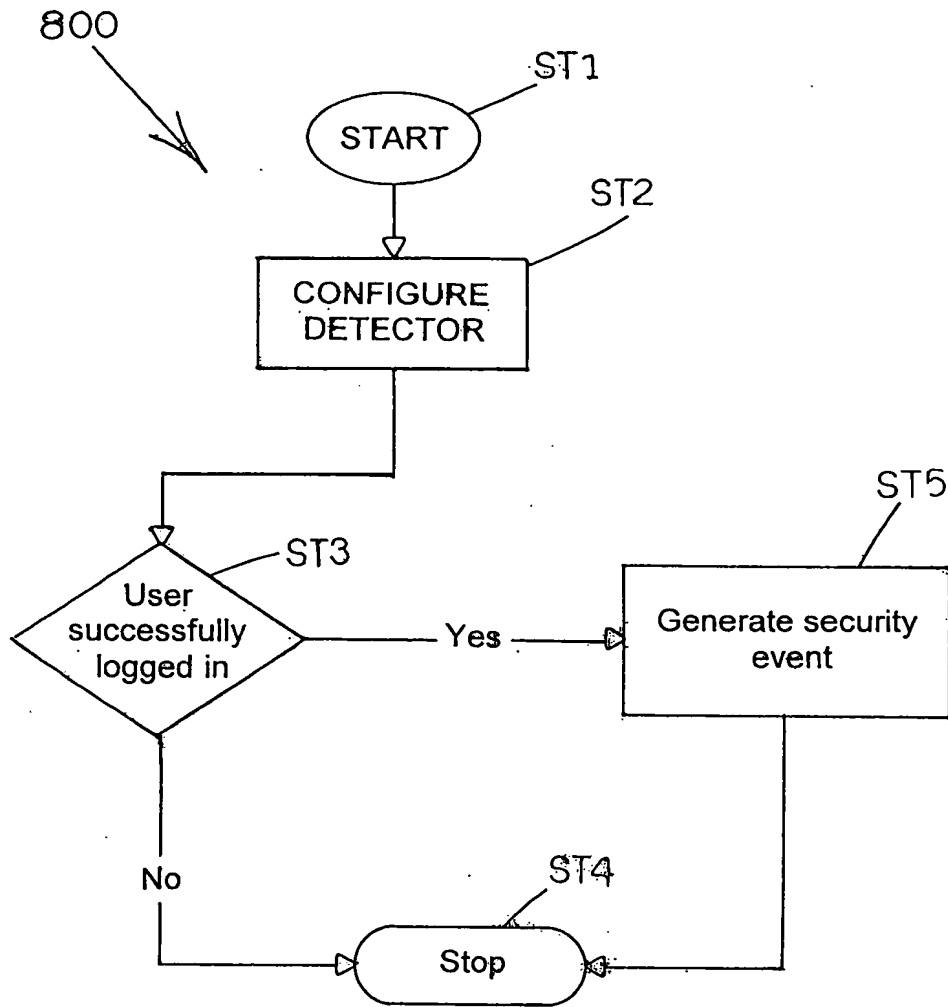 800
ST1
START
ST2
CONFIGURE
DETECTOR
ST5
ST3
User
successfully
logged in
Yes
Generate security
event
No
ST4
Stop